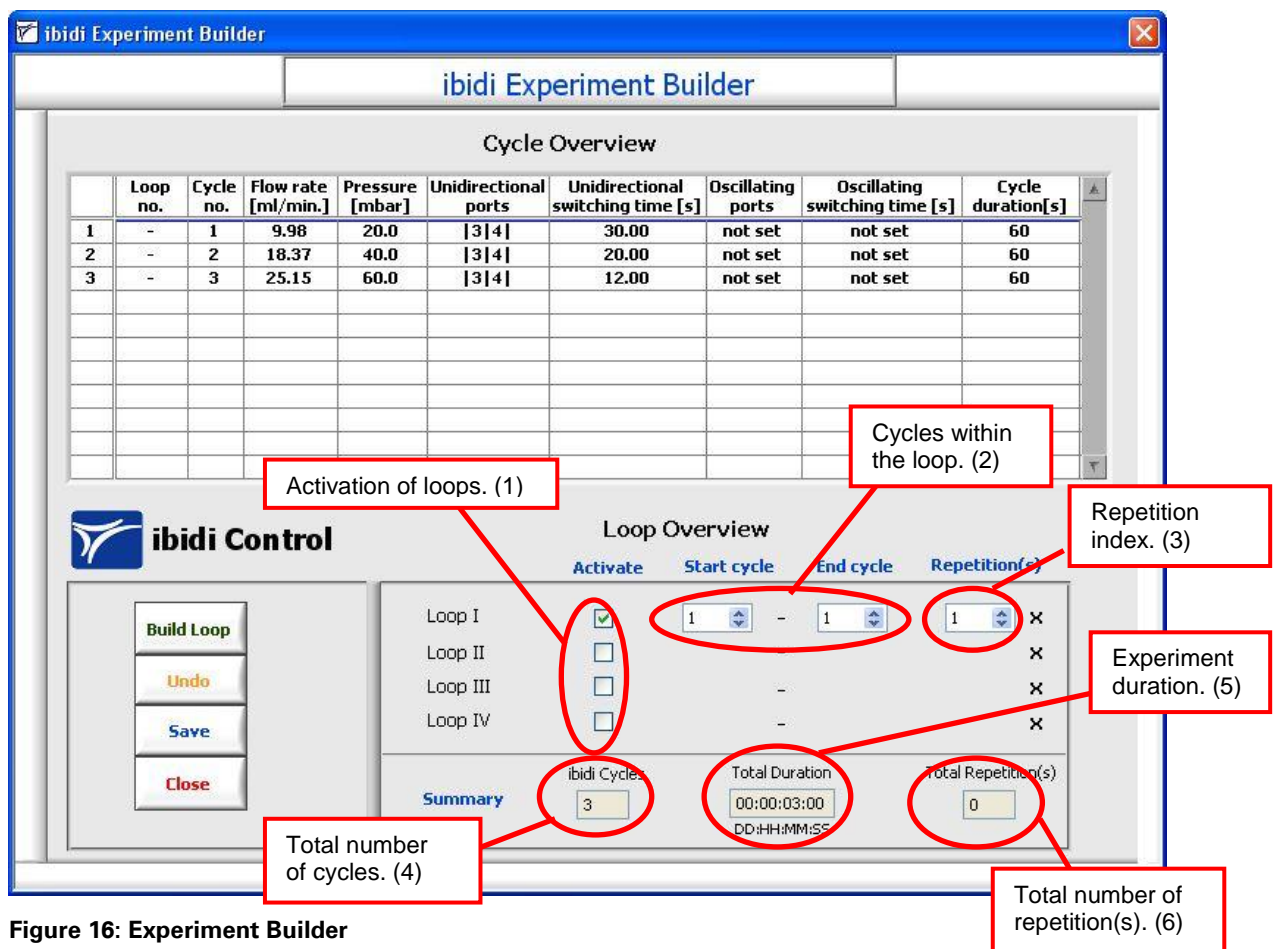 ibidi Experiment Builder
ibidi Experiment Builder
Cycle Overview
Loop no. Cycle no. Flow rate [ml/min.] Pressure [mbar] Unidirectional ports Unidirectional switching time [s] Oscillating ports Oscillating switching time [s] Cycle duration[s]
1 - 1 9.98 20.0 |3|4| 30.00 not set not set 60
2 - 2 18.37 40.0 |3|4| 20.00 not set not set 60
3 - 3 25.15 60.0 |3|4| 12.00 not set not set 60
Cycles within
the loop. (2)
Activation of loops. (1)
Repetition
index. (3)
ibidi Control
Loop Overview
Activate Start cycle End cycle Repetition(s)
Build Loop
Undo
Save
Close
Loop I 1 - 1 1 x
Loop II - x
Loop III - x
Loop IV - x
Experiment
duration. (5)
ibidi Cycles Total Duration Total Repetition(s)
Summary 3 00:00:03:00 0
DD:HH:MM:SS
Total number
of cycles. (4)
Total number of
repetition(s). (6)
Figure 16: Experiment Builder